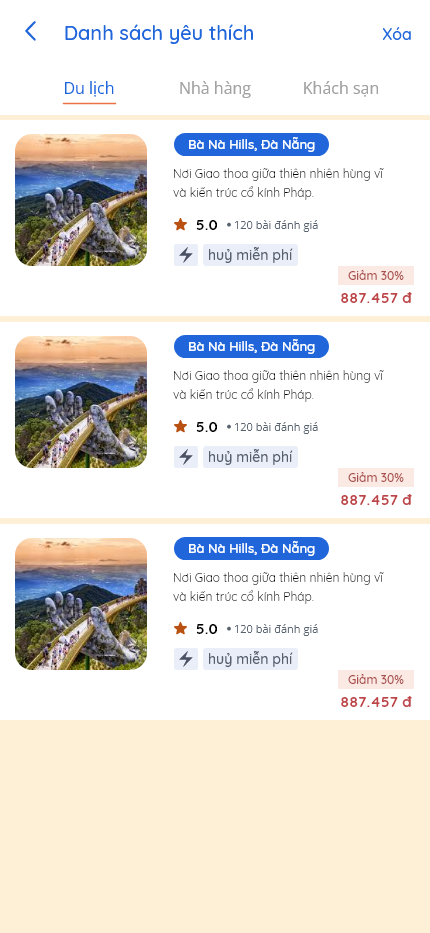 Danh sách yêu thích
Xóa
Du lịch
Nhà hàng
Khách sạn
Bà Nà Hills, Đà Nẵng
Nơi Giao thoa giữa thiên nhiên hùng vĩ
và kiến trúc cổ kính Pháp.
5.0 • 120 bài đánh giá
huỷ miễn phí
Giảm 30%
887.457 đ
Bà Nà Hills, Đà Nẵng
Nơi Giao thoa giữa thiên nhiên hùng vĩ
và kiến trúc cổ kính Pháp.
5.0 • 120 bài đánh giá
huỷ miễn phí
Giảm 30%
887.457 đ
Bà Nà Hills, Đà Nẵng
Nơi Giao thoa giữa thiên nhiên hùng vĩ
và kiến trúc cổ kính Pháp.
5.0 • 120 bài đánh giá
huỷ miễn phí
Giảm 30%
887.457 đ